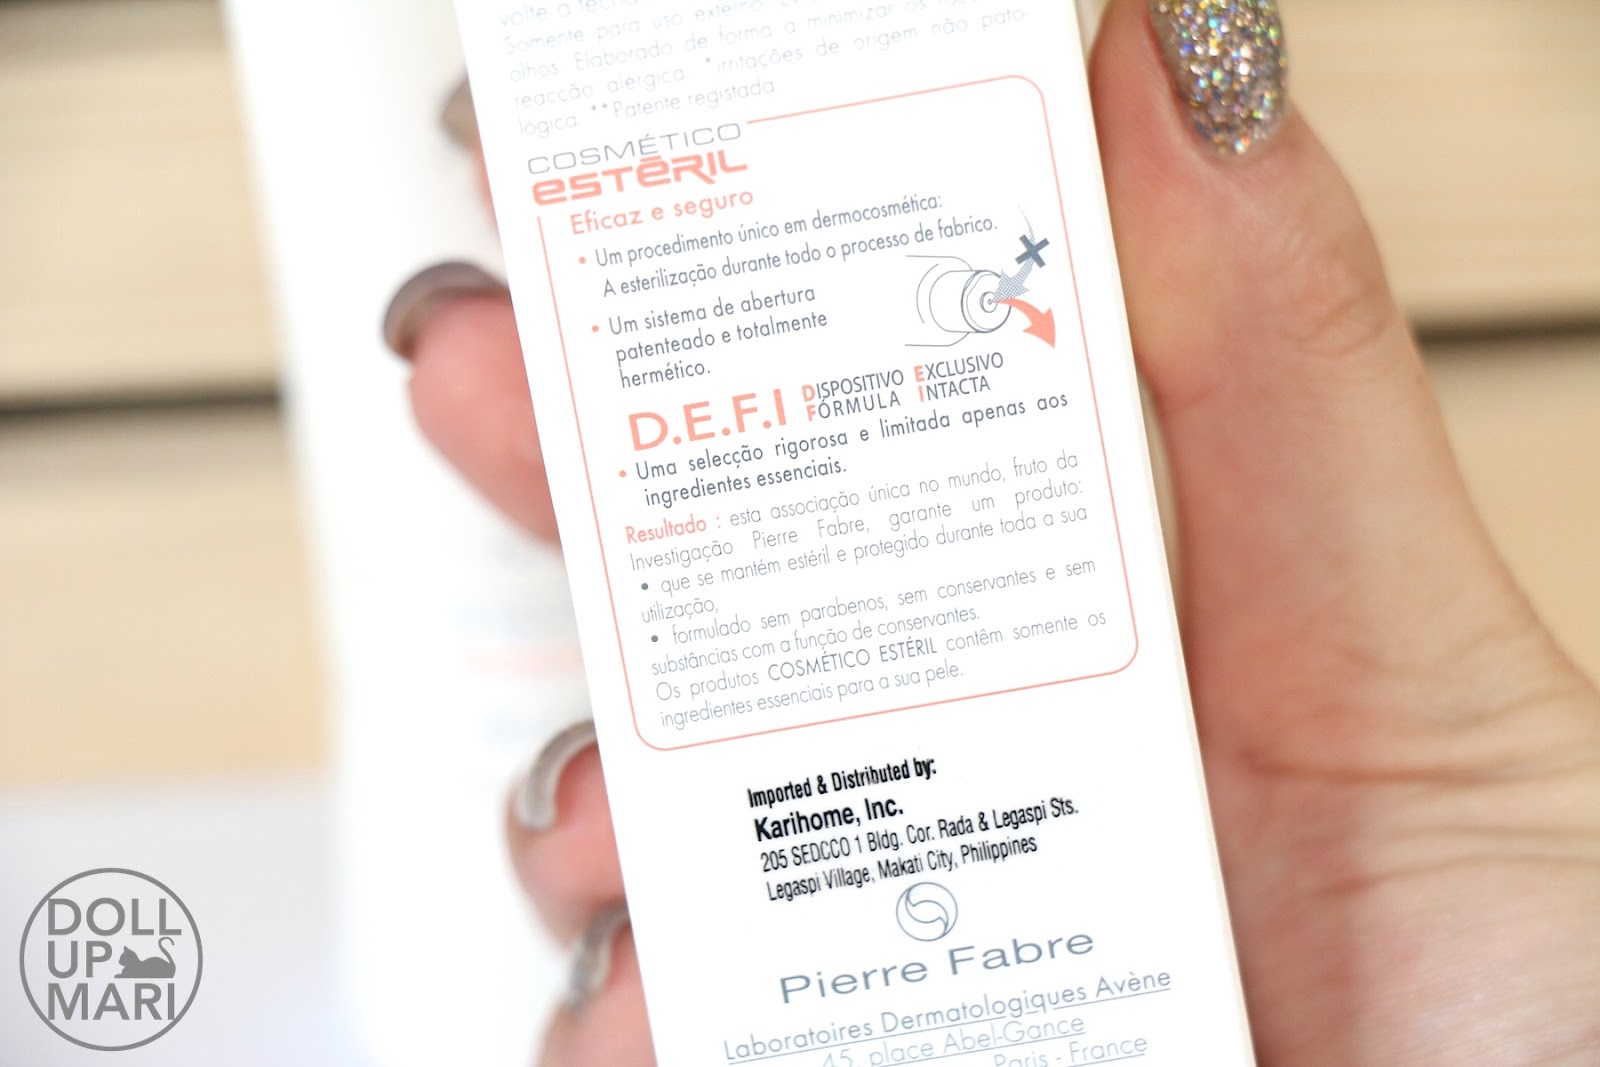 volte a fechar
Somente para uso externo.
olhos. Elaborado de forma a minimizar os
reacção alérgica. *irritações de origem não pato-
lógica. **Patente registada
COSMÉTICO
ESTÉRIL
Eficaz e seguro
• Um procedimento único em dermocosmética:
A esterilização durante todo o processo de fabrico.
• Um sistema de abertura
patenteado e totalmente
hermético.
D.E.F.I DISPOSITIVO EXCLUSIVO
FÓRMULA INTACTA
• Uma selecção rigorosa e limitada apenas aos
ingredientes essenciais.
Resultado : esta associação única no mundo, fruto da
Investigação Pierre Fabre, garante um produto:
• que se mantém estéril e protegido durante toda a sua
utilização,
• formulado sem parabenos, sem conservantes e sem
substâncias com a função de conservantes.
Os produtos COSMÉTICO ESTÉRIL contêm somente os
ingredientes essenciais para a sua pele.
Imported & Distributed by:
Karihome, Inc.
205 SEDCCO 1 Bldg. Cor. Rada & Legaspi Sts.
Legaspi Village, Makati City, Philippines
Pierre Fabre
Laboratoires Dermatologiques Avène
45, place Abel-Gance
Paris - France
DOLL
UP
MARI